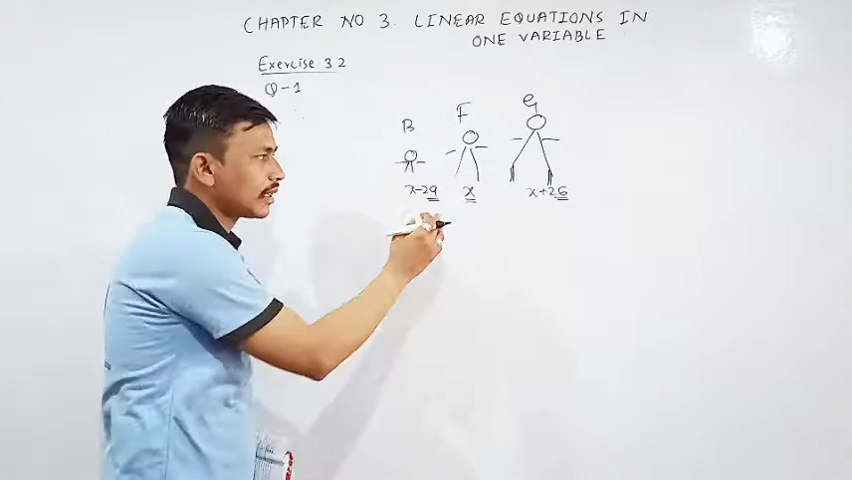 CHAPTER NO 3. LINEAR EQUATIONS IN
ONE VARIABLE
Exercise 3.2
Q-1
B F G
x-29 x x+26